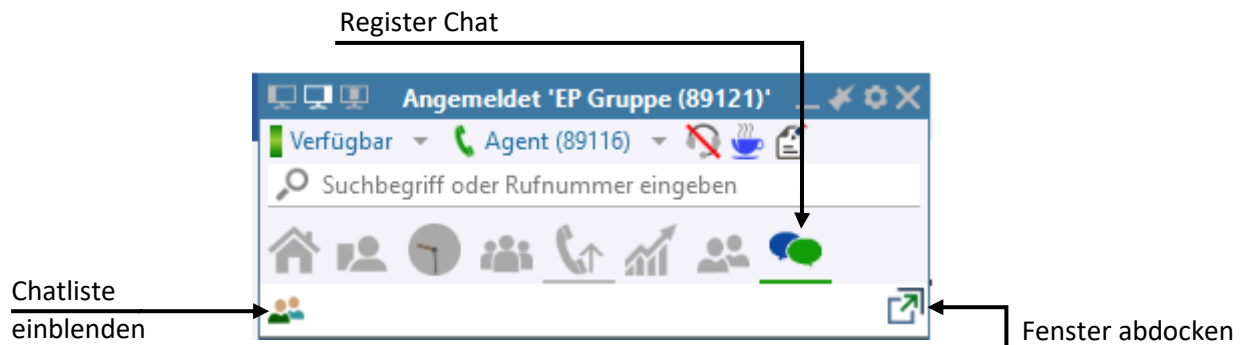 Register Chat
Angemeldet 'EP Gruppe (89121)'
Verfügbar Agent (89116)
Suchbegriff oder Rufnummer eingeben
Chatliste
einblenden
Fenster abdocken